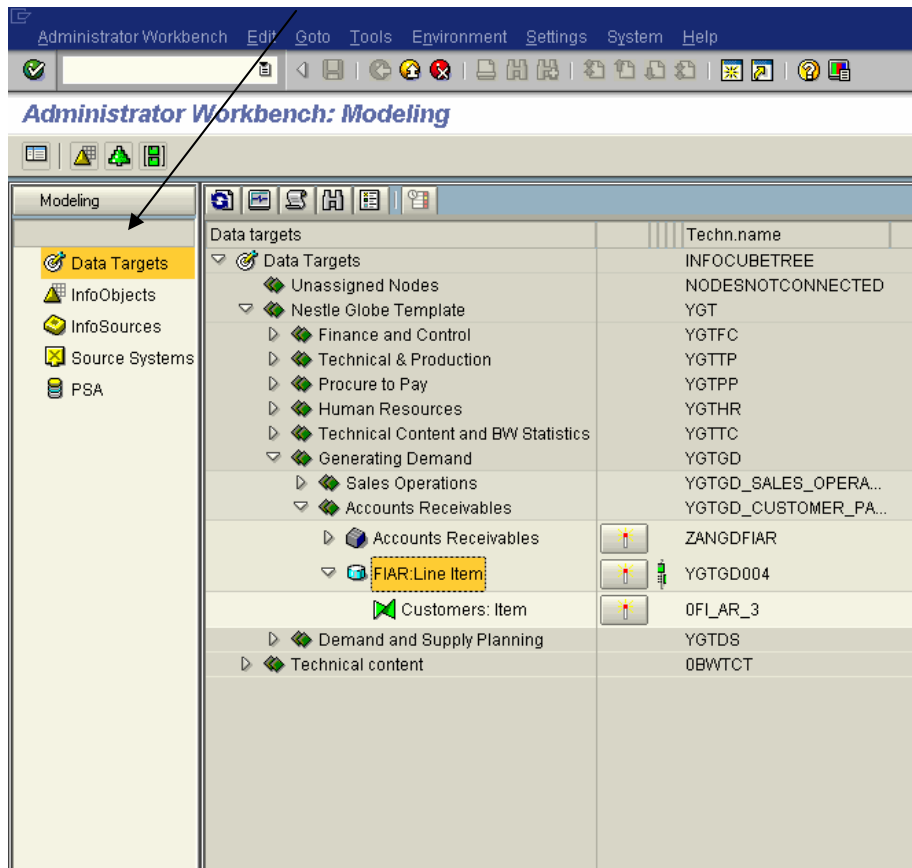 Administrator Workbench Edit Goto Tools Environment Settings System Help
Administrator Workbench: Modeling
Modeling
Data Targets
InfoObjects
InfoSources
Source Systems
PSA
Data targets Techn.name
Data Targets INFOCUBETREE
Unassigned Nodes NODESNOTCONNECTED
Nestle Globe Template YGT
Finance and Control YGTFC
Technical & Production YGTTP
Procure to Pay YGTPP
Human Resources YGTHR
Technical Content and BW Statistics YGTTC
Generating Demand YGTGD
Sales Operations YGTGD_SALES_OPERA...
Accounts Receivables YGTGD_CUSTOMER_PA...
Accounts Receivables ZANGDFIAR
FIAR:Line Item YGTGD004
Customers: Item 0FI_AR_3
Demand and Supply Planning YGTDS
Technical content 0BWTCT